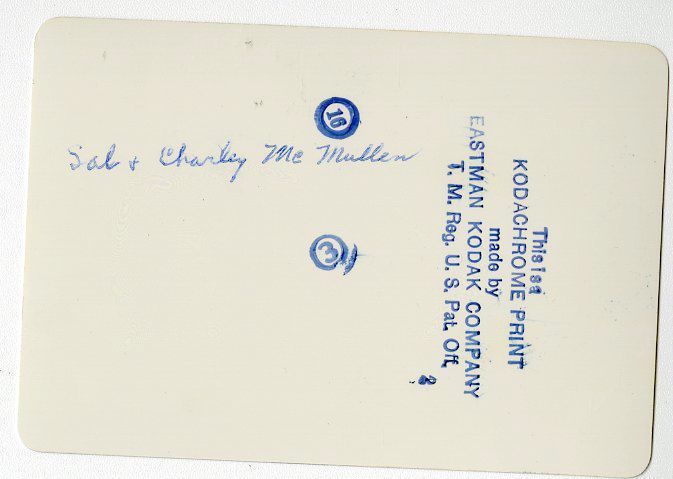 16
Sal + Charley Mc Mullen
3
This is a
KODACHROME PRINT
made by
EASTMAN KODAK COMPANY
T. M. Reg. U. S. Pat. Off.